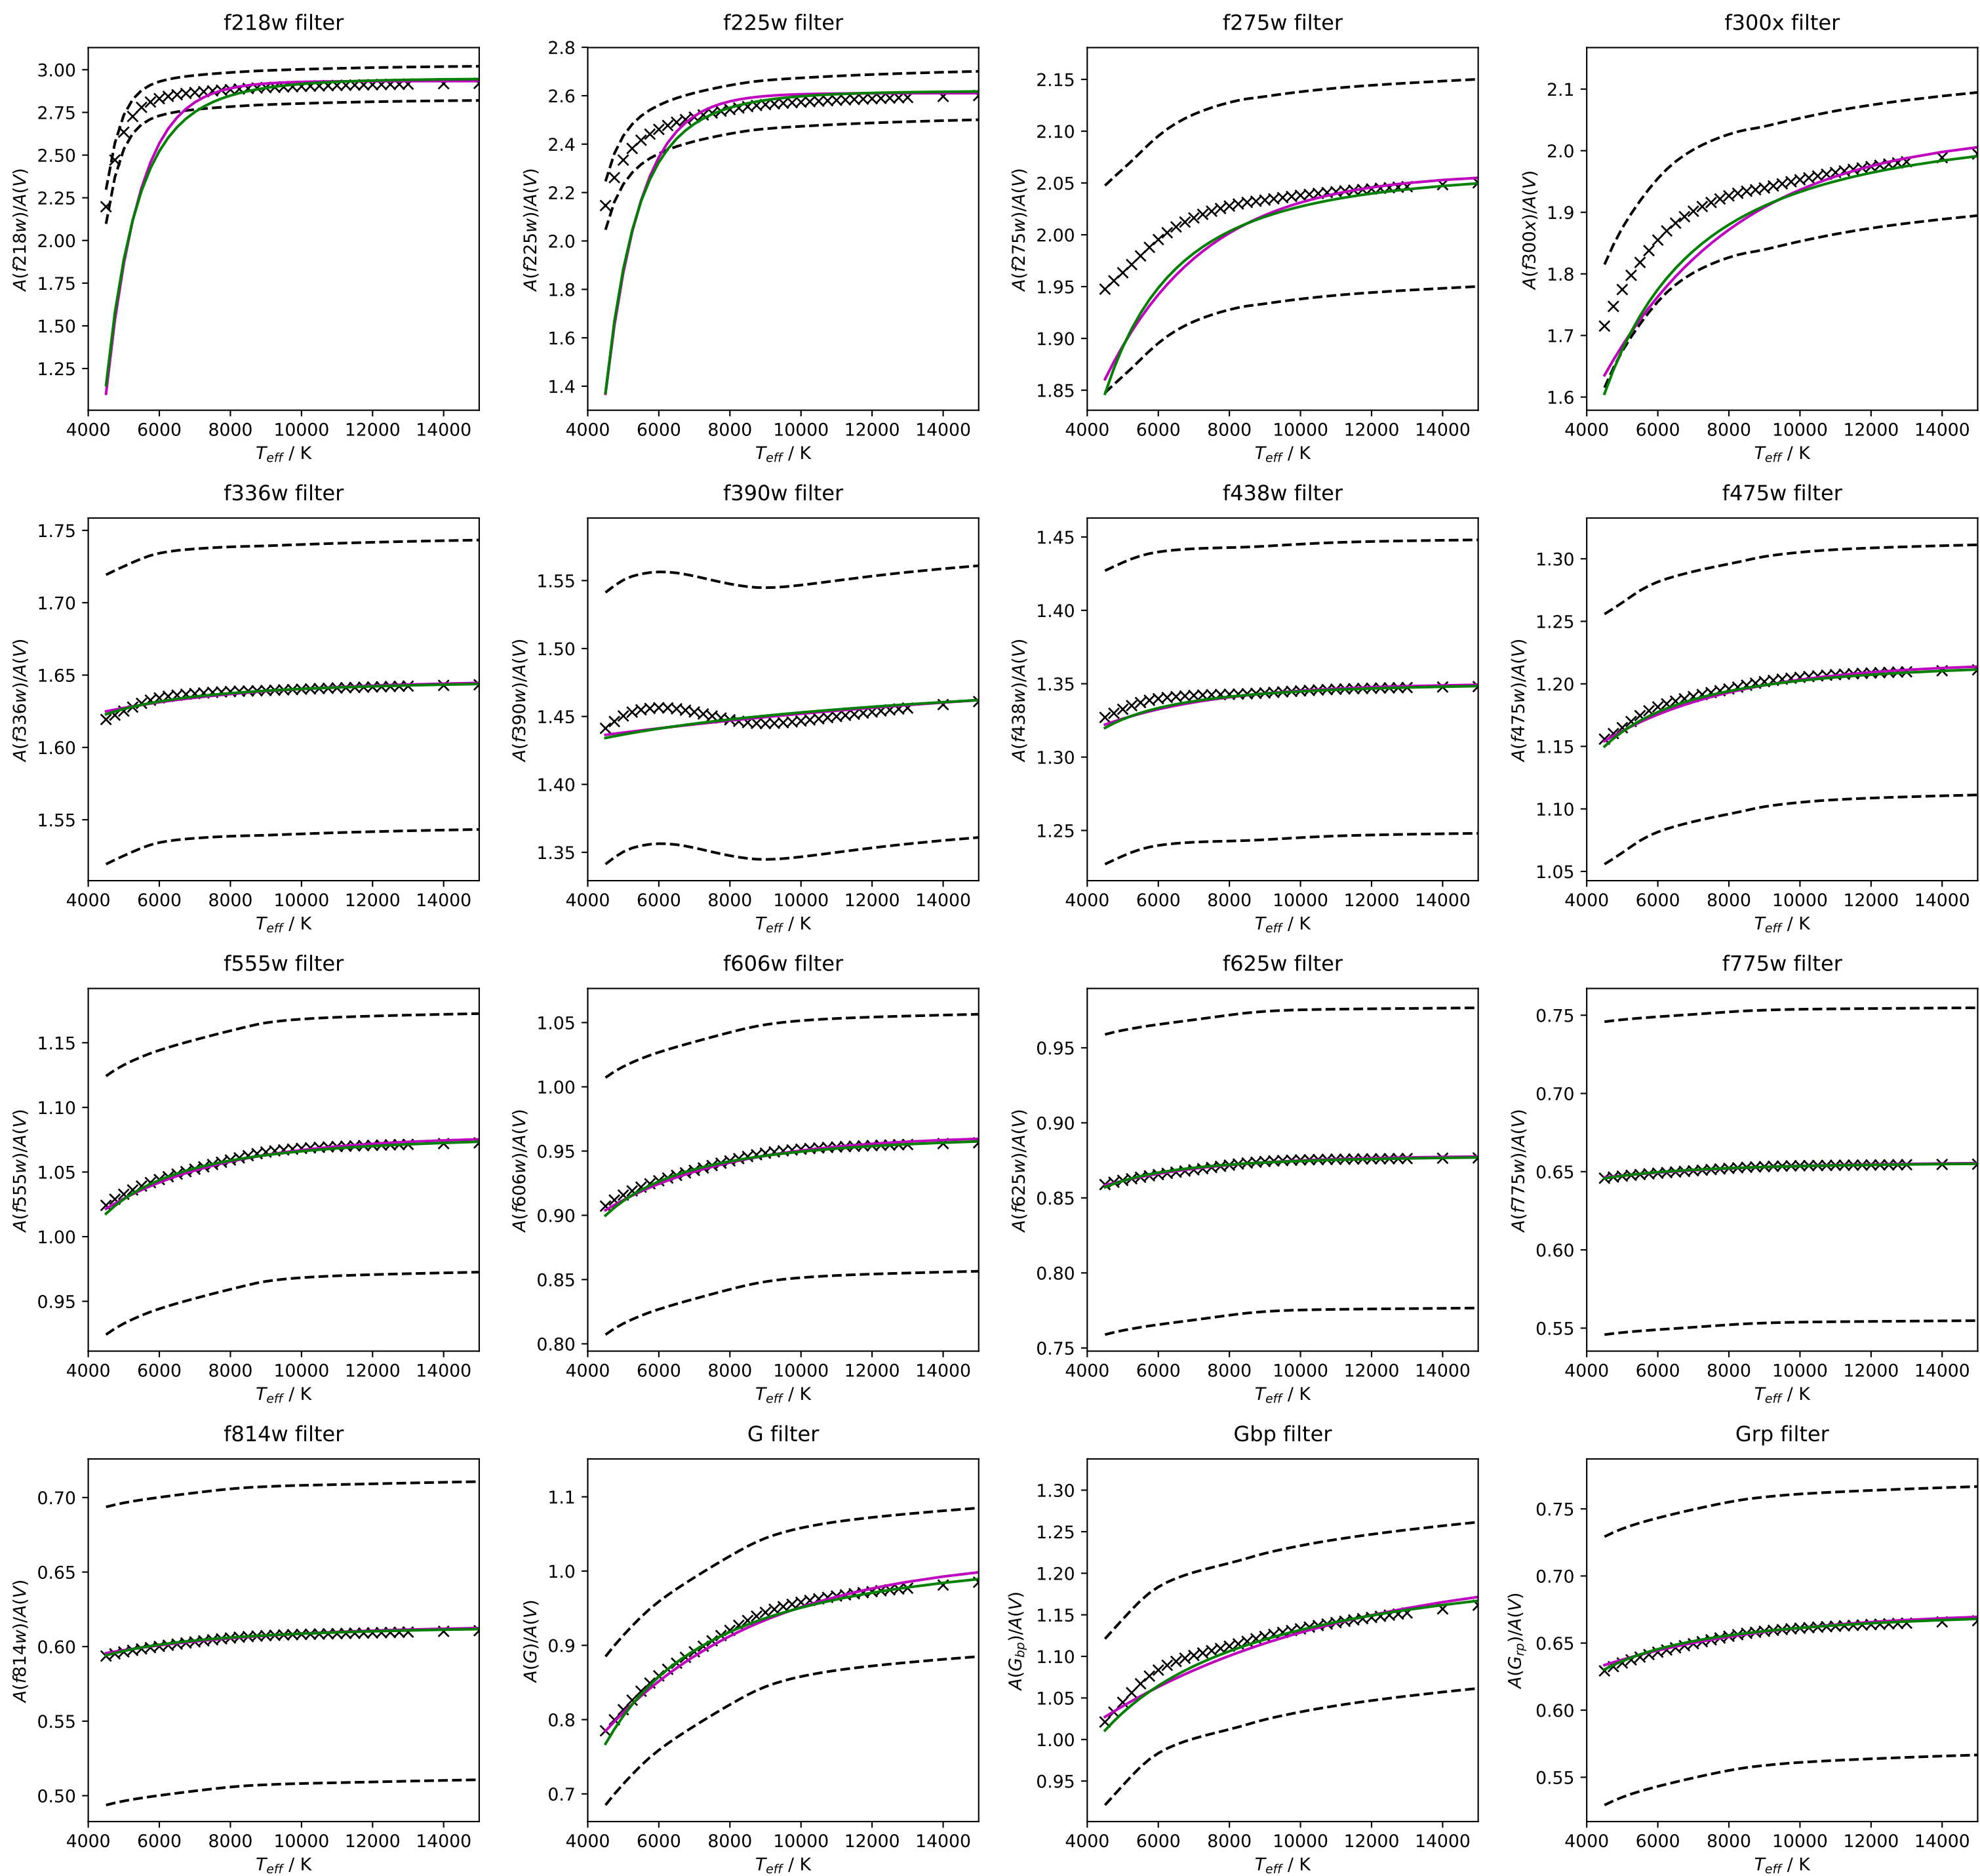 f218w filter
3.00
2.75
2.50
2.25
2.00
1.75
1.50
1.25
A(f218w)/A(V)
4000 6000 8000 10000 12000 14000
T_eff / K
f225w filter
2.8
2.6
2.4
2.2
2.0
1.8
1.6
1.4
A(f225w)/A(V)
4000 6000 8000 10000 12000 14000
T_eff / K
f275w filter
2.15
2.10
2.05
2.00
1.95
1.90
1.85
A(f275w)/A(V)
4000 6000 8000 10000 12000 14000
T_eff / K
f300x filter
2.1
2.0
1.9
1.8
1.7
1.6
A(f300x)/A(V)
4000 6000 8000 10000 12000 14000
T_eff / K
f336w filter
1.75
1.70
1.65
1.60
1.55
A(f336w)/A(V)
4000 6000 8000 10000 12000 14000
T_eff / K
f390w filter
1.55
1.50
1.45
1.40
1.35
A(f390w)/A(V)
4000 6000 8000 10000 12000 14000
T_eff / K
f438w filter
1.45
1.40
1.35
1.30
1.25
A(f438w)/A(V)
4000 6000 8000 10000 12000 14000
T_eff / K
f475w filter
1.30
1.25
1.20
1.15
1.10
1.05
A(f475w)/A(V)
4000 6000 8000 10000 12000 14000
T_eff / K
f555w filter
1.15
1.10
1.05
1.00
0.95
A(f555w)/A(V)
4000 6000 8000 10000 12000 14000
T_eff / K
f606w filter
1.05
1.00
0.95
0.90
0.85
0.80
A(f606w)/A(V)
4000 6000 8000 10000 12000 14000
T_eff / K
f625w filter
0.95
0.90
0.85
0.80
0.75
A(f625w)/A(V)
4000 6000 8000 10000 12000 14000
T_eff / K
f775w filter
0.75
0.70
0.65
0.60
0.55
A(f775w)/A(V)
4000 6000 8000 10000 12000 14000
T_eff / K
f814w filter
0.70
0.65
0.60
0.55
0.50
A(f814w)/A(V)
4000 6000 8000 10000 12000 14000
T_eff / K
G filter
1.1
1.0
0.9
0.8
0.7
A(G)/A(V)
4000 6000 8000 10000 12000 14000
T_eff / K
Gbp filter
1.30
1.25
1.20
1.15
1.10
1.05
1.00
0.95
A(G_bp)/A(V)
4000 6000 8000 10000 12000 14000
T_eff / K
Grp filter
0.75
0.70
0.65
0.60
0.55
A(G_rp)/A(V)
4000 6000 8000 10000 12000 14000
T_eff / K